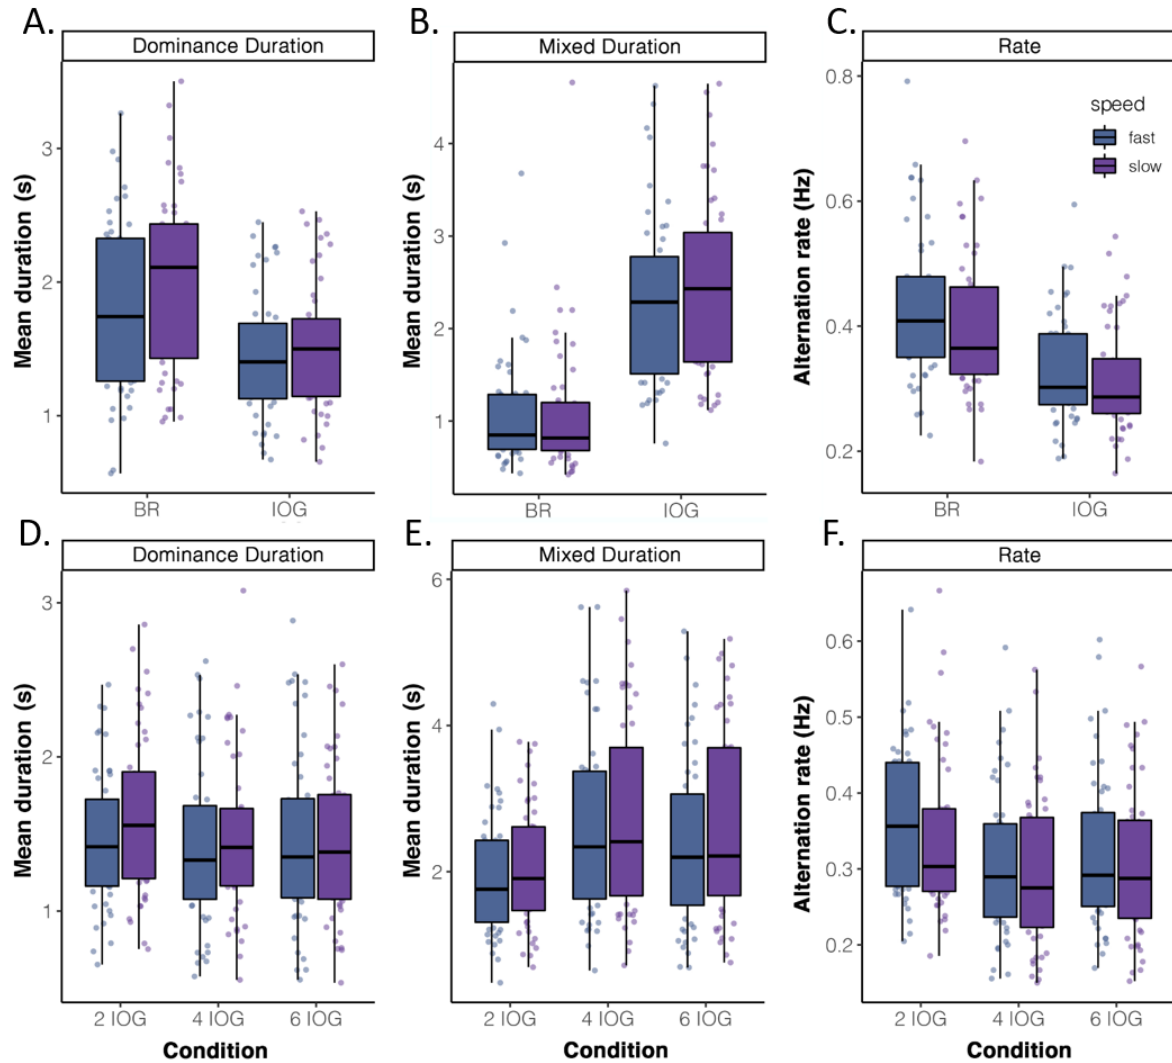 A.
Dominance Duration
Mean duration (s)
3
2
1
BR
IOG
B.
Mixed Duration
Mean duration (s)
4
3
2
1
BR
IOG
C.
Rate
Alternation rate (Hz)
0.8
0.6
0.4
0.2
speed
fast
slow
BR
IOG
D.
Dominance Duration
Mean duration (s)
3
2
1
2 IOG
4 IOG
6 IOG
Condition
E.
Mixed Duration
Mean duration (s)
6
4
2
2 IOG
4 IOG
6 IOG
Condition
F.
Rate
Alternation rate (Hz)
0.6
0.5
0.4
0.3
0.2
2 IOG
4 IOG
6 IOG
Condition